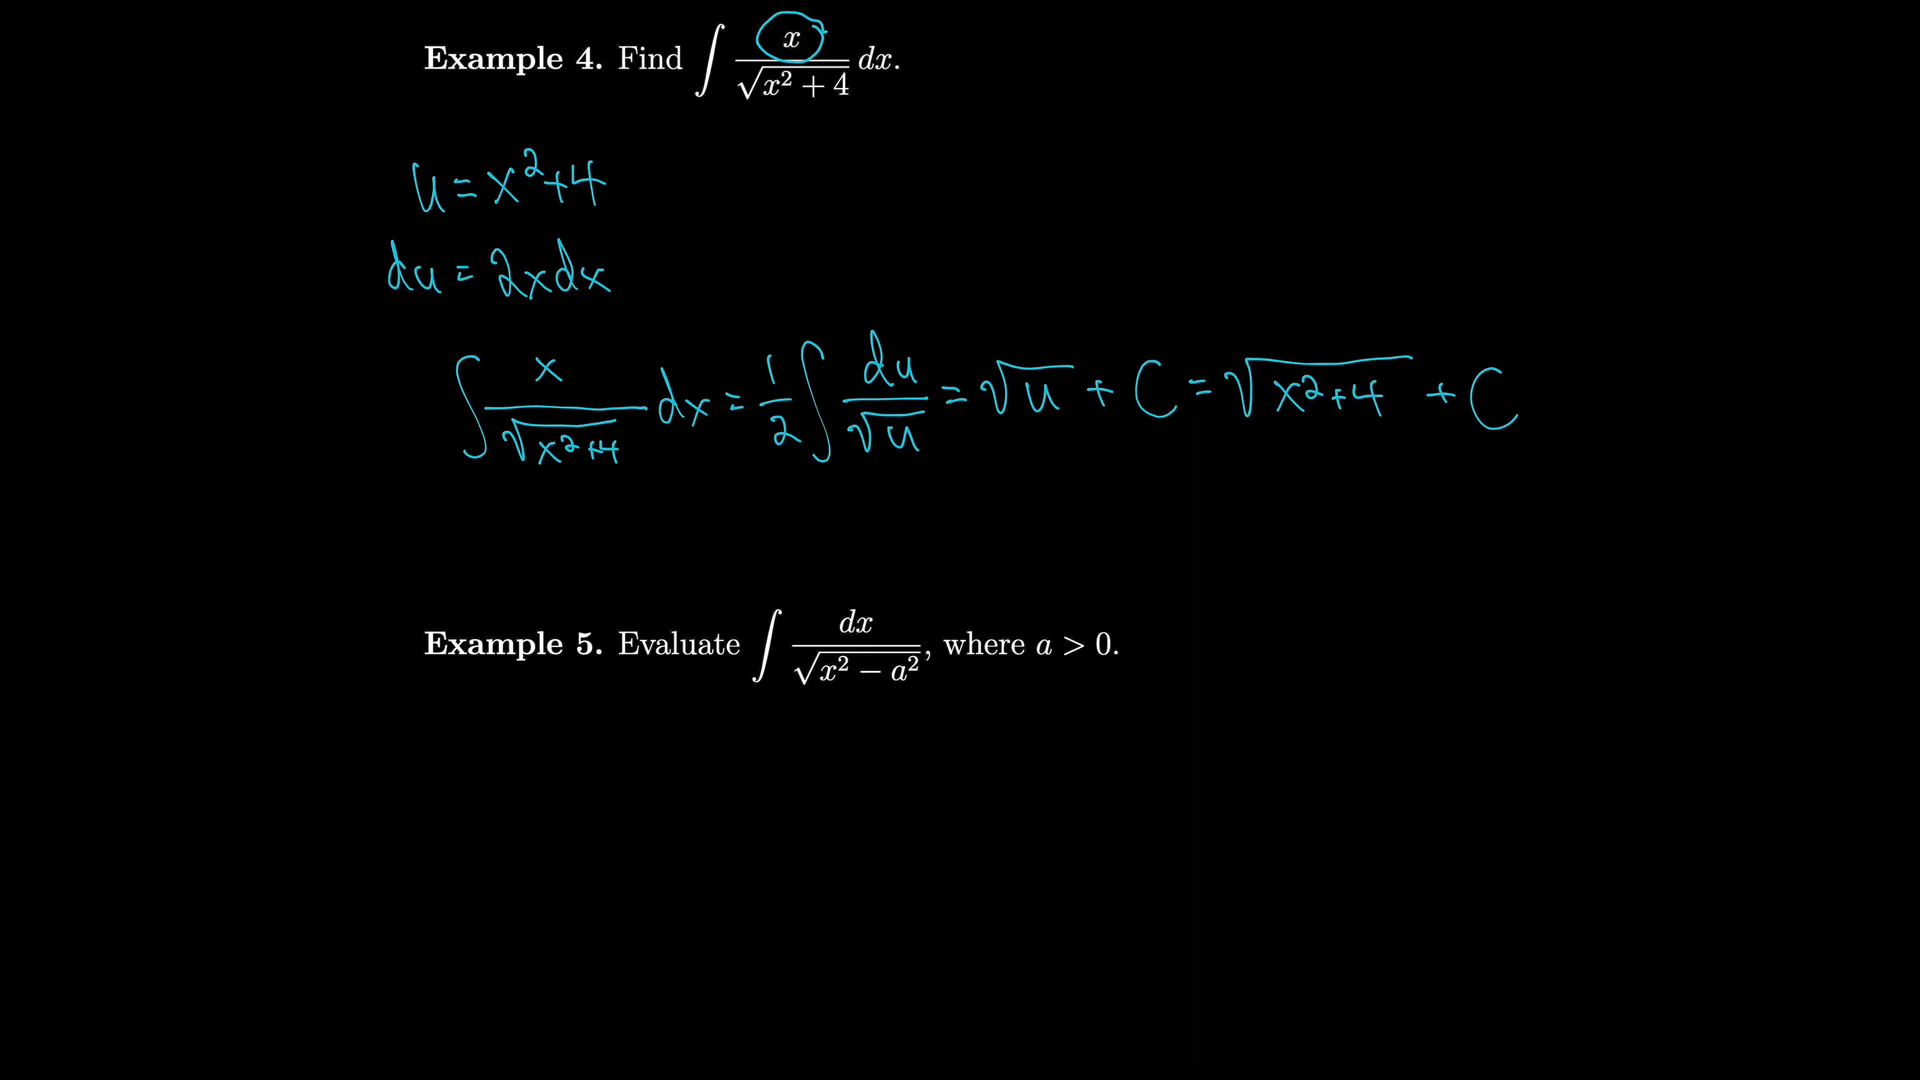 Example 4. Find ∫ x/√(x² + 4) dx.
u = x² + 4
du = 2x dx
∫ x/√(x² + 4) dx = 1/2 ∫ du/√u = √u + C = √(x² + 4) + C
Example 5. Evaluate ∫ dx/√(x² − a²), where a > 0.